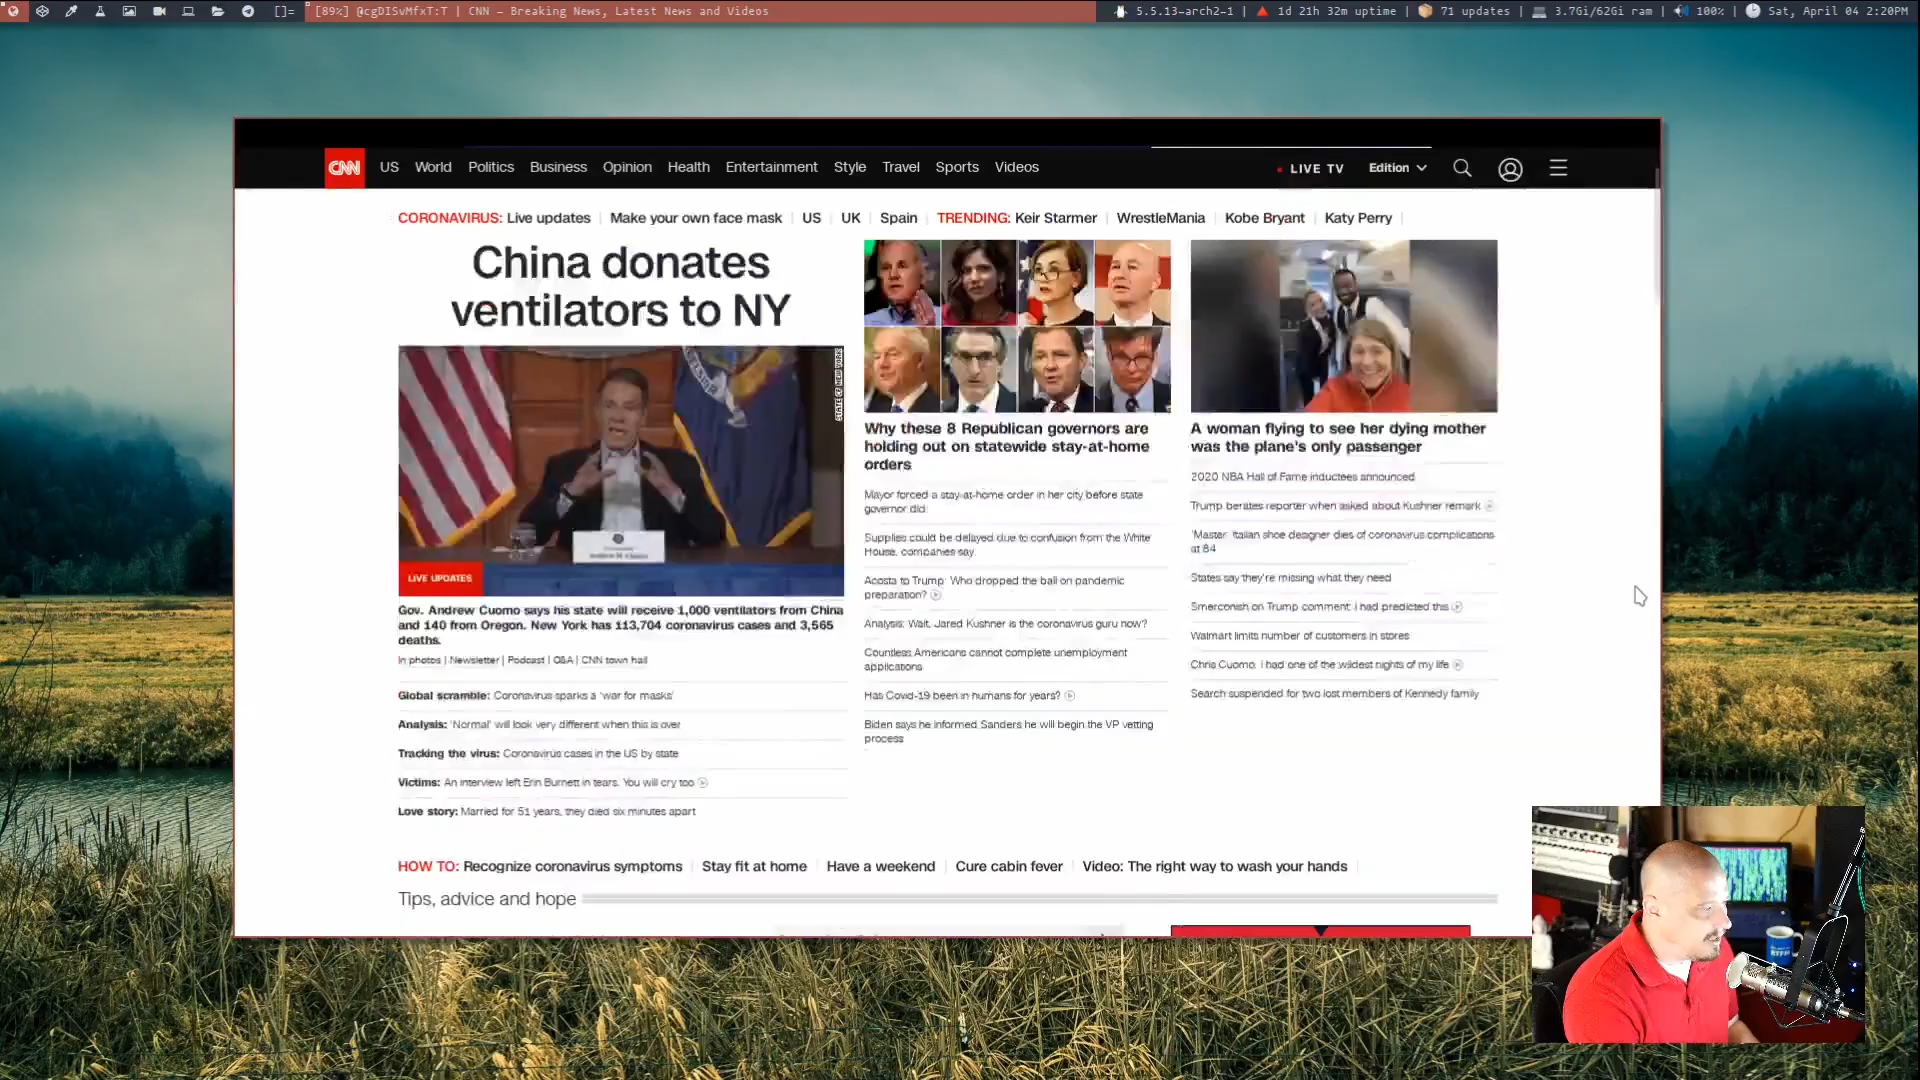 []= [89%] @cgDISvMfxT:T | CNN - Breaking News, Latest News and Videos 5.5.13-arch2-1 | 1d 21h 32m uptime | 71 updates | 3.7Gi/62Gi ram | 100% | Sat, April 04 2:20PM
CNN US World Politics Business Opinion Health Entertainment Style Travel Sports Videos LIVE TV Edition
CORONAVIRUS: Live updates | Make your own face mask | US | UK | Spain TRENDING: Keir Starmer | WrestleMania | Kobe Bryant | Katy Perry |
China donates
ventilators to NY
STATE OF NEW YORK
LIVE UPDATES
Gov. Andrew Cuomo says his state will receive 1,000 ventilators from China
and 140 from Oregon. New York has 113,704 coronavirus cases and 3,565
deaths.
In photos | Newsletter | Podcast | Q&A | CNN town hall
Global scramble: Coronavirus sparks a 'war for masks'
Analysis: 'Normal' will look very different when this is over
Tracking the virus: Coronavirus cases in the US by state
Victims: An interview left Erin Burnett in tears. You will cry too
Love story: Married for 51 years, they died six minutes apart
Why these 8 Republican governors are
holding out on statewide stay-at-home
orders
Mayor forced a stay-at-home order in her city before state
governor did
Supplies could be delayed due to confusion from the White
House, companies say
Acosta to Trump: Who dropped the ball on pandemic
preparation?
Analysis: Wait, Jared Kushner is the coronavirus guru now?
Countless Americans cannot complete unemployment
applications
Has Covid-19 been in humans for years?
Biden says he informed Sanders he will begin the VP vetting
process
A woman flying to see her dying mother
was the plane's only passenger
2020 NBA Hall of Fame inductees announced
Trump berates reporter when asked about Kushner remark
'Master' Italian shoe designer dies of coronavirus complications
at 84
States say they're missing what they need
Smerconish on Trump comment: I had predicted this
Walmart limits number of customers in stores
Chris Cuomo: I had one of the wildest nights of my life
Search suspended for two lost members of Kennedy family
HOW TO: Recognize coronavirus symptoms | Stay fit at home | Have a weekend | Cure cabin fever | Video: The right way to wash your hands |
Tips, advice and hope